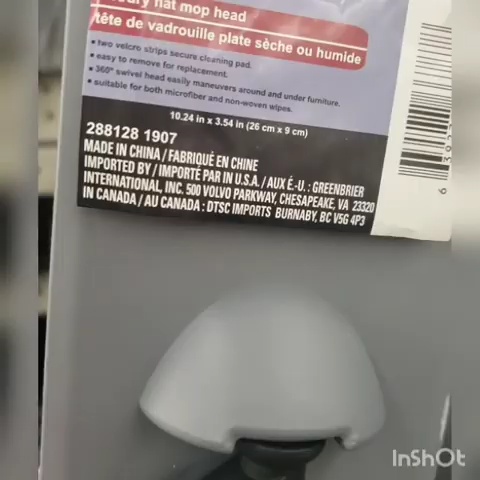 flat mop head
tête de vadrouille plate sèche ou humide
• two velcro strips secure cleaning pad.
• easy to remove for replacement.
• 360° swivel head easily maneuvers around and under furniture.
• suitable for both microfiber and non-woven wipes.
10.24 in x 3.54 in (26 cm x 9 cm)
288128 1907
MADE IN CHINA / FABRIQUÉ EN CHINE
IMPORTED BY / IMPORTÉ PAR IN U.S.A. / AUX É.-U. : GREENBRIER
INTERNATIONAL, INC. 500 VOLVO PARKWAY, CHESAPEAKE, VA 23320
IN CANADA / AU CANADA : DTSC IMPORTS BURNABY, BC V5G 4P3
InShOt